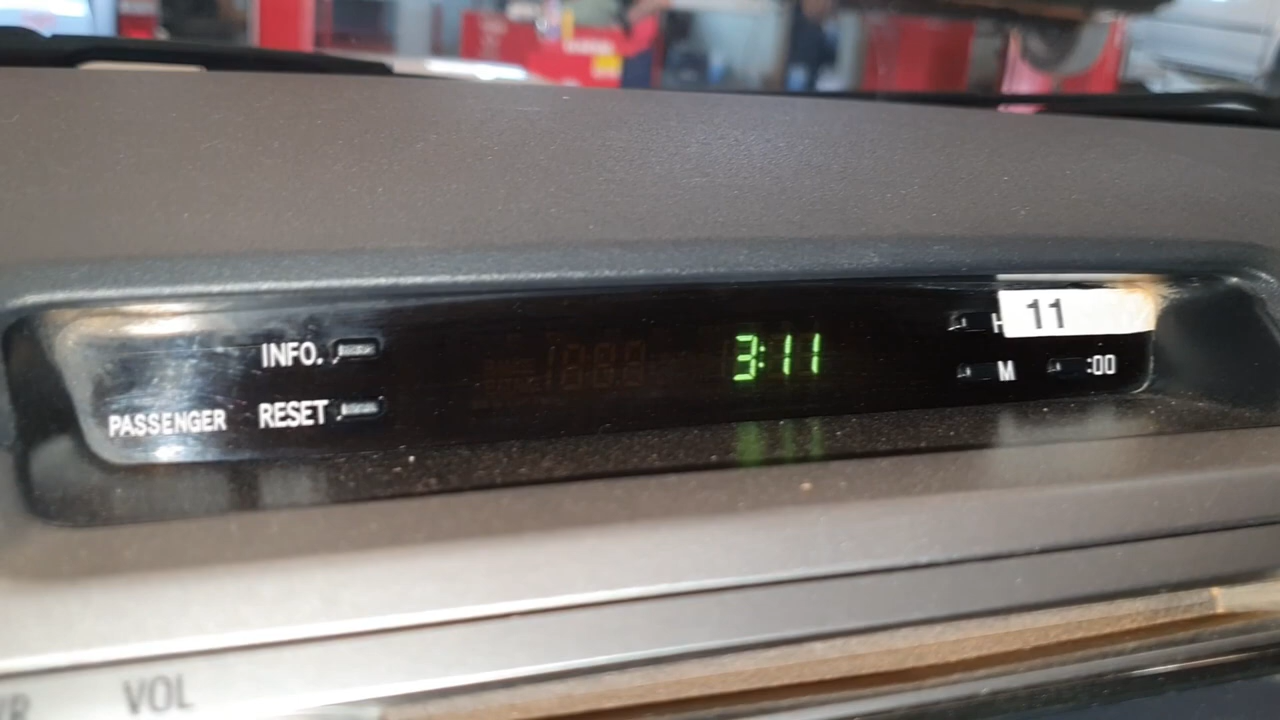 INFO.
PASSENGER RESET
3:11
H 11
M :00
VOL